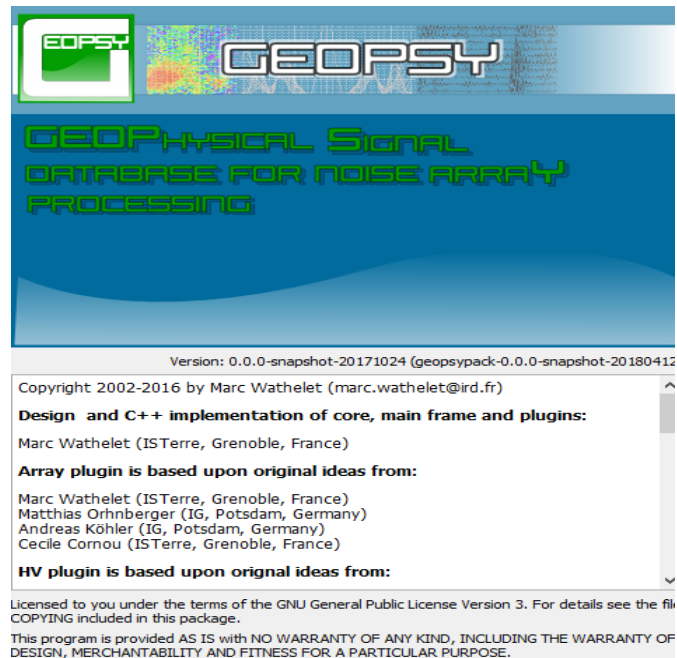 EOPSY
GEOPSY
GEOPhysical Signal
database for noise arraY
processing
Version: 0.0.0-snapshot-20171024 (geopsypack-0.0.0-snapshot-20180412
Copyright 2002-2016 by Marc Wathelet (marc.wathelet@ird.fr)
Design and C++ implementation of core, main frame and plugins:
Marc Wathelet (ISTerre, Grenoble, France)
Array plugin is based upon original ideas from:
Marc Wathelet (ISTerre, Grenoble, France)
Matthias Orhnberger (IG, Potsdam, Germany)
Andreas Köhler (IG, Potsdam, Germany)
Cecile Cornou (ISTerre, Grenoble, France)
HV plugin is based upon orignal ideas from:
Licensed to you under the terms of the GNU General Public License Version 3. For details see the file
COPYING included in this package.
This program is provided AS IS with NO WARRANTY OF ANY KIND, INCLUDING THE WARRANTY OF
DESIGN, MERCHANTABILITY AND FITNESS FOR A PARTICULAR PURPOSE.